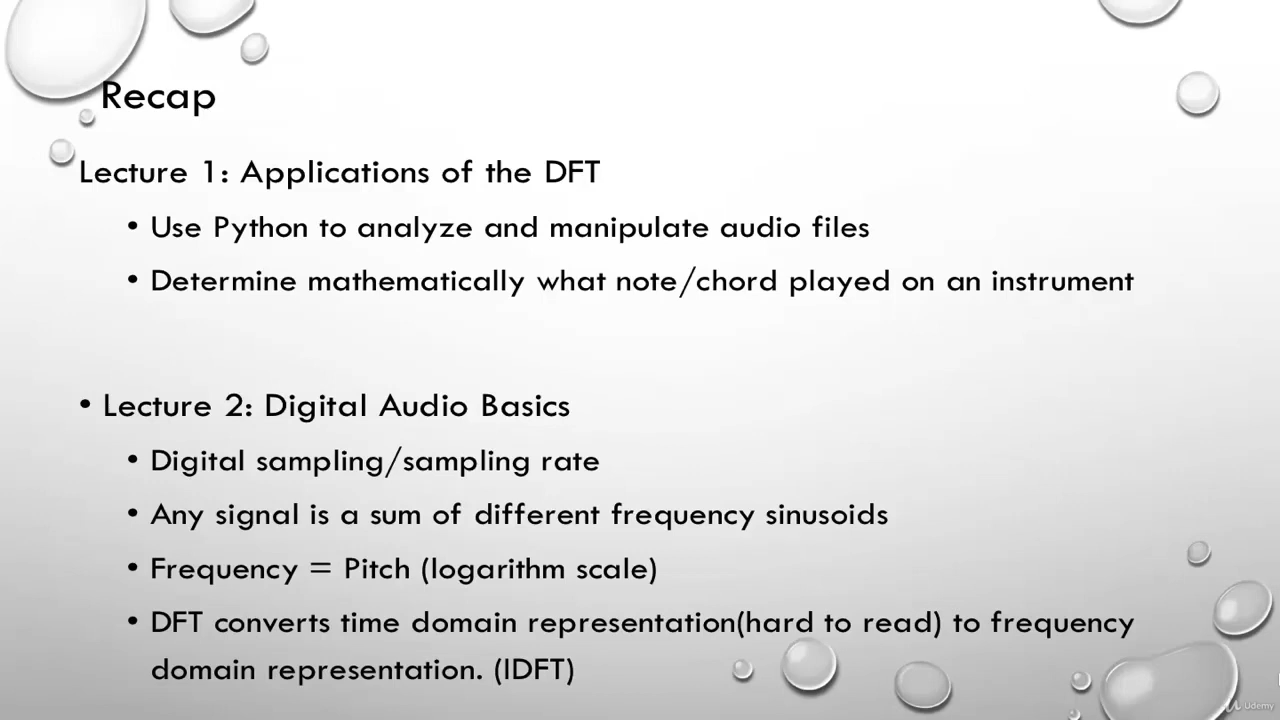 Recap
Lecture 1: Applications of the DFT
• Use Python to analyze and manipulate audio files
• Determine mathematically what note/chord played on an instrument
• Lecture 2: Digital Audio Basics
• Digital sampling/sampling rate
• Any signal is a sum of different frequency sinusoids
• Frequency = Pitch (logarithm scale)
• DFT converts time domain representation(hard to read) to frequency
domain representation. (IDFT)
Udemy